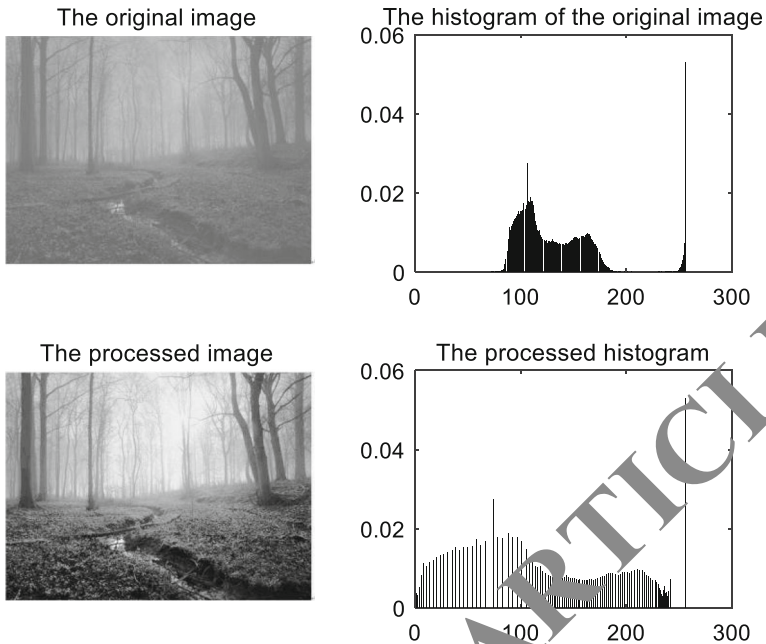 The original image
The histogram of the original image
0.06
0.04
0.02
0
0 100 200 300
The processed image
The processed histogram
0.06
0.04
0.02
0
0 100 200 300
ARTICL